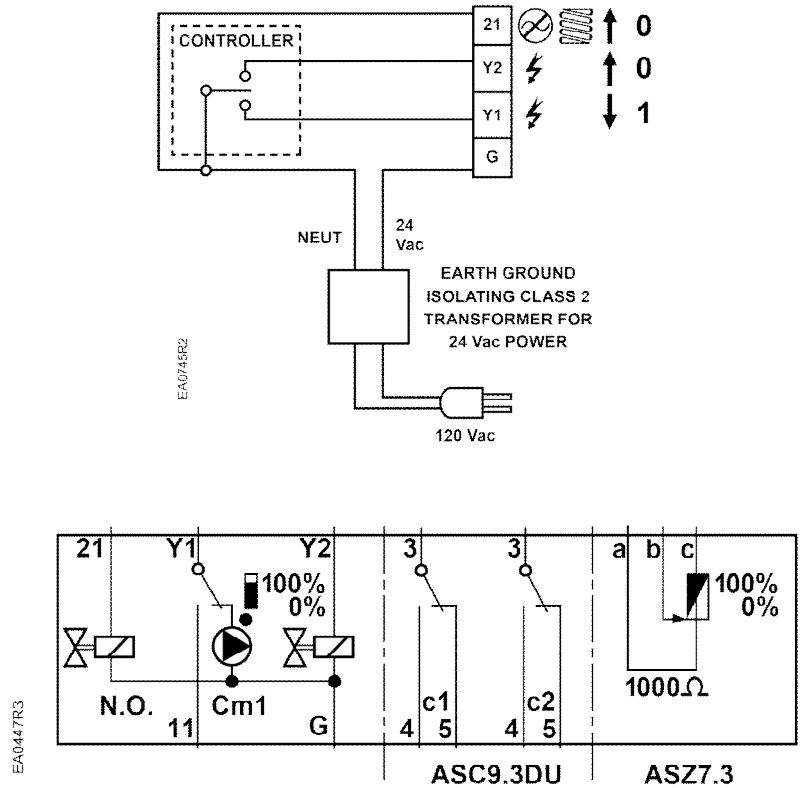 CONTROLLER
21
0
Y2
0
Y1
1
G
NEUT
24
Vac
EARTH GROUND
ISOLATING CLASS 2
TRANSFORMER FOR
24 Vac POWER
EA0745R2
120 Vac
21 Y1 Y2 3 3 a b c
100%
0%
100%
0%
N.O. Cm1 c1 c2 1000Ω
11 G 4 5 4 5
EA0447R3
ASC9.3DU ASZ7.3